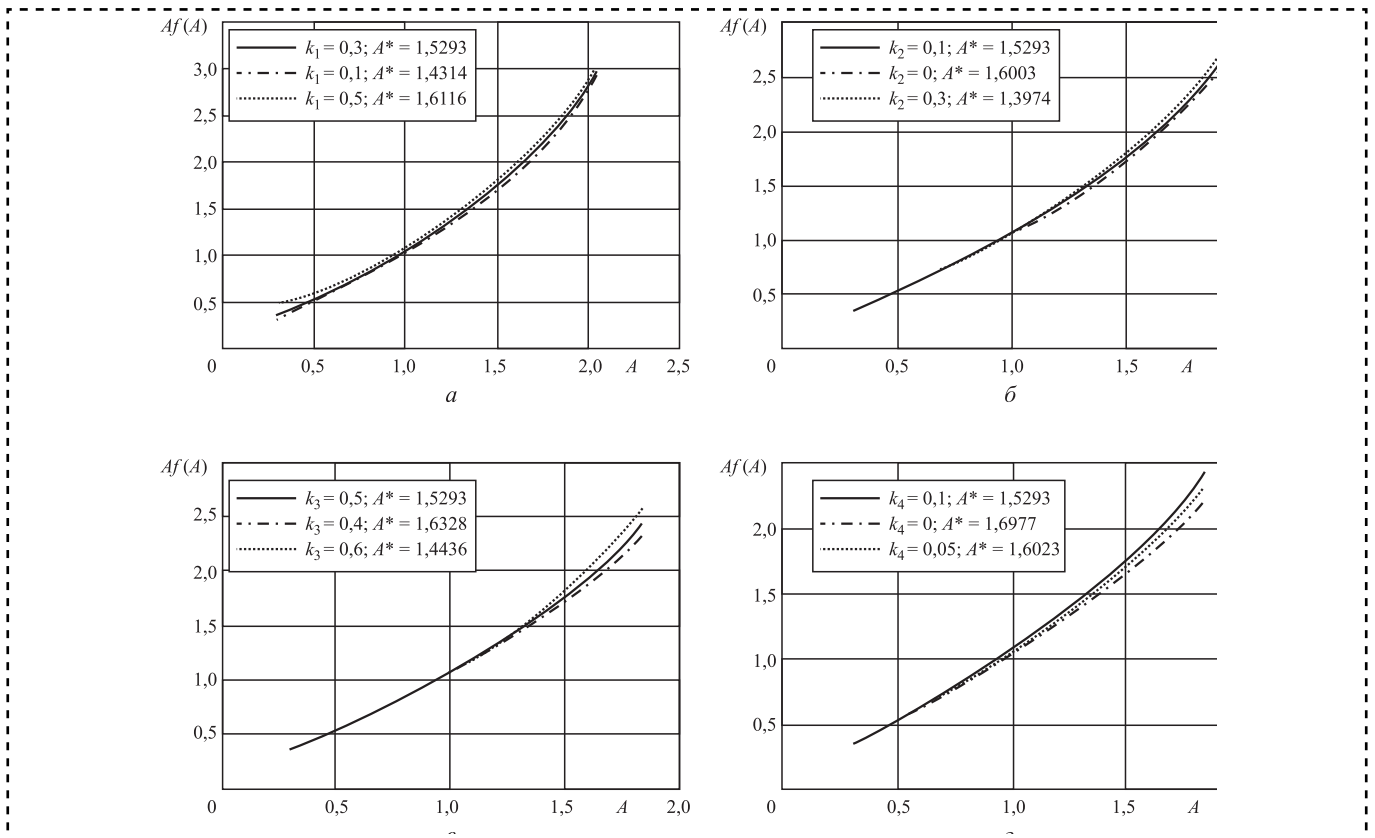 Af (A)
k1 = 0,3; A* = 1,5293
k1 = 0,1; A* = 1,4314
k1 = 0,5; A* = 1,6116
3,0
2,5
2,0
1,5
1,0
0,5
0 0,5 1,0 1,5 2,0 A 2,5
а
Af (A)
k2 = 0,1; A* = 1,5293
k2 = 0; A* = 1,6003
k2 = 0,3; A* = 1,3974
2,5
2,0
1,5
1,0
0,5
0 0,5 1,0 1,5 A
б
Af (A)
k3 = 0,5; A* = 1,5293
k3 = 0,4; A* = 1,6328
k3 = 0,6; A* = 1,4436
2,5
2,0
1,5
1,0
0,5
0 0,5 1,0 1,5 A 2,0
Af (A)
k4 = 0,1; A* = 1,5293
k4 = 0; A* = 1,6977
k4 = 0,05; A* = 1,6023
2,0
1,5
1,0
0,5
0 0,5 1,0 1,5 A